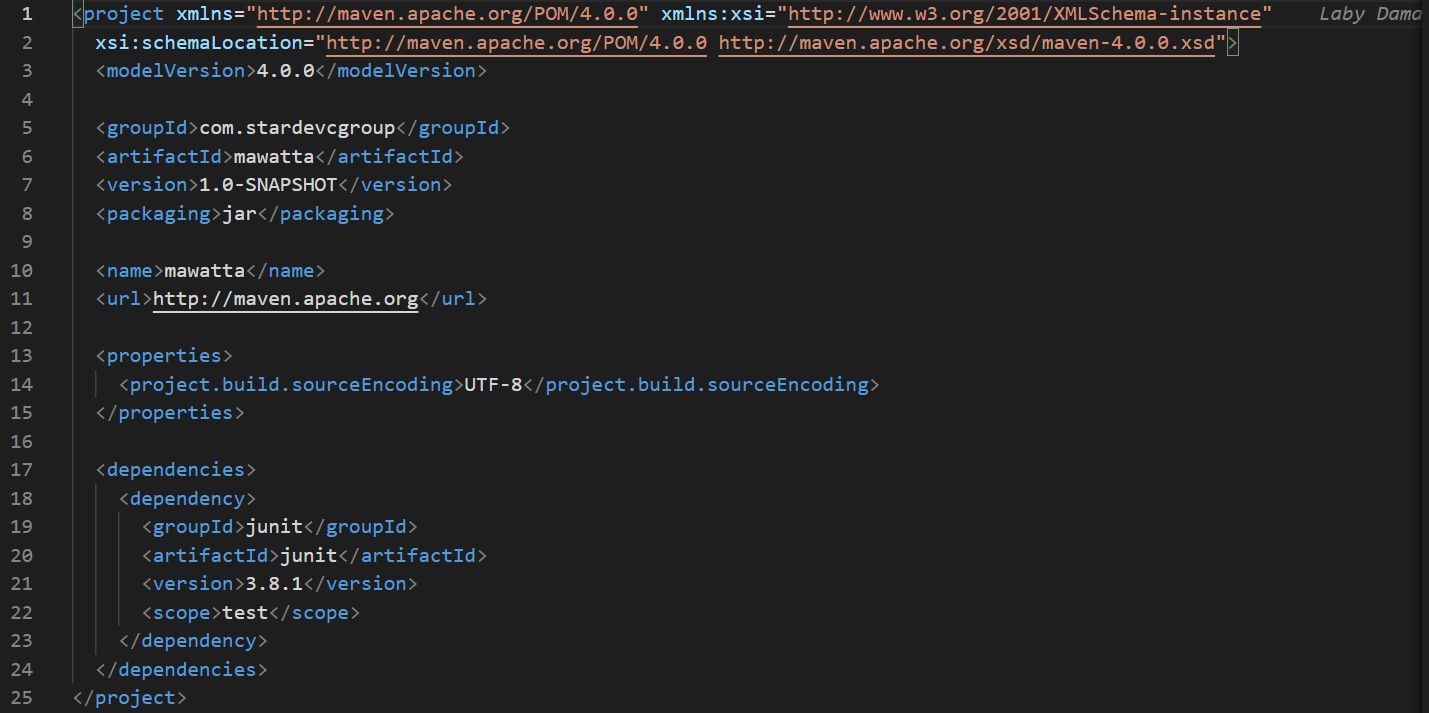 1 <project xmlns="http://maven.apache.org/POM/4.0.0" xmlns:xsi="http://www.w3.org/2001/XMLSchema-instance" Laby Dama
2 xsi:schemaLocation="http://maven.apache.org/POM/4.0.0 http://maven.apache.org/xsd/maven-4.0.0.xsd">
3 <modelVersion>4.0.0</modelVersion>
4
5 <groupId>com.stardevcgroup</groupId>
6 <artifactId>mawatta</artifactId>
7 <version>1.0-SNAPSHOT</version>
8 <packaging>jar</packaging>
9
10 <name>mawatta</name>
11 <url>http://maven.apache.org</url>
12
13 <properties>
14 <project.build.sourceEncoding>UTF-8</project.build.sourceEncoding>
15 </properties>
16
17 <dependencies>
18 <dependency>
19 <groupId>junit</groupId>
20 <artifactId>junit</artifactId>
21 <version>3.8.1</version>
22 <scope>test</scope>
23 </dependency>
24 </dependencies>
25 </project>